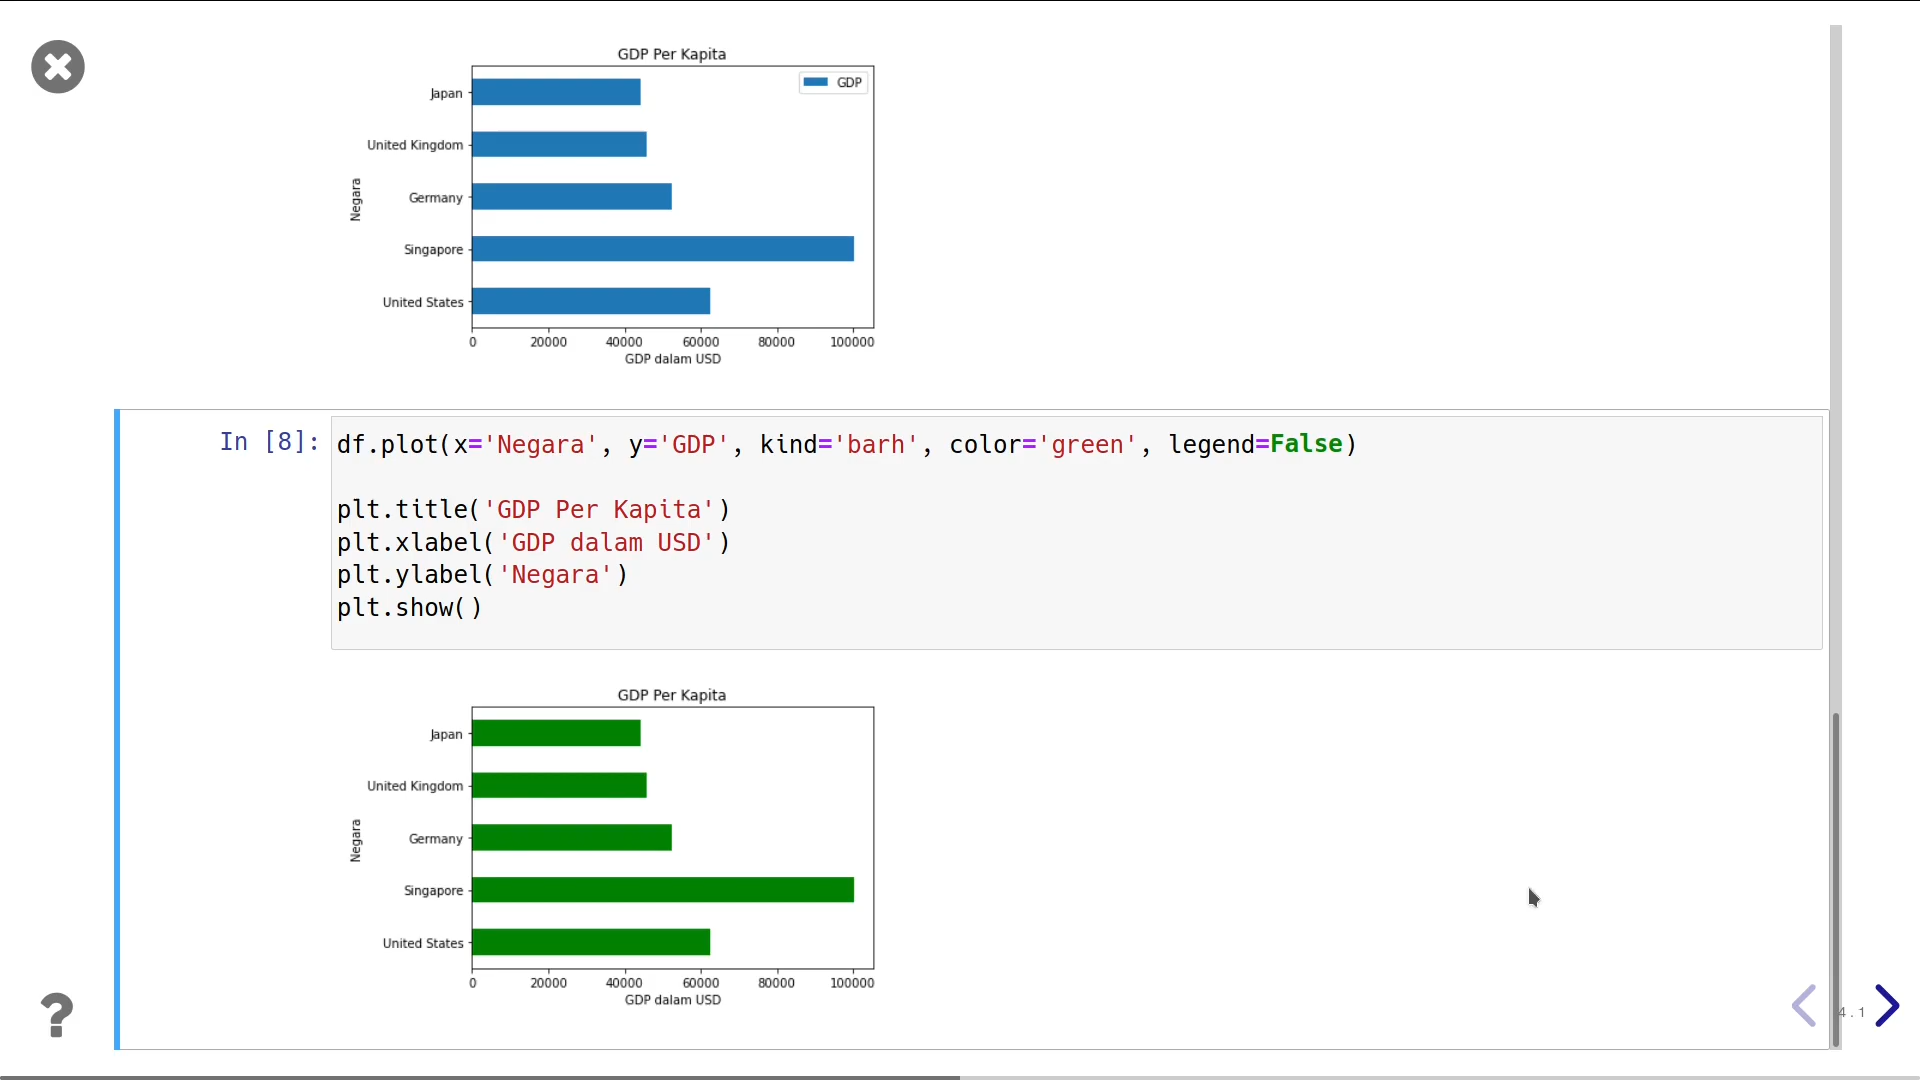 GDP Per Kapita
GDP
Japan
United Kingdom
Germany
Singapore
United States
Negara
0 20000 40000 60000 80000 100000
GDP dalam USD
In [8]:
df.plot(x='Negara', y='GDP', kind='barh', color='green', legend=False)
plt.title('GDP Per Kapita')
plt.xlabel('GDP dalam USD')
plt.ylabel('Negara')
plt.show()
GDP Per Kapita
Japan
United Kingdom
Germany
Singapore
United States
Negara
0 20000 40000 60000 80000 100000
GDP dalam USD
4.1
?